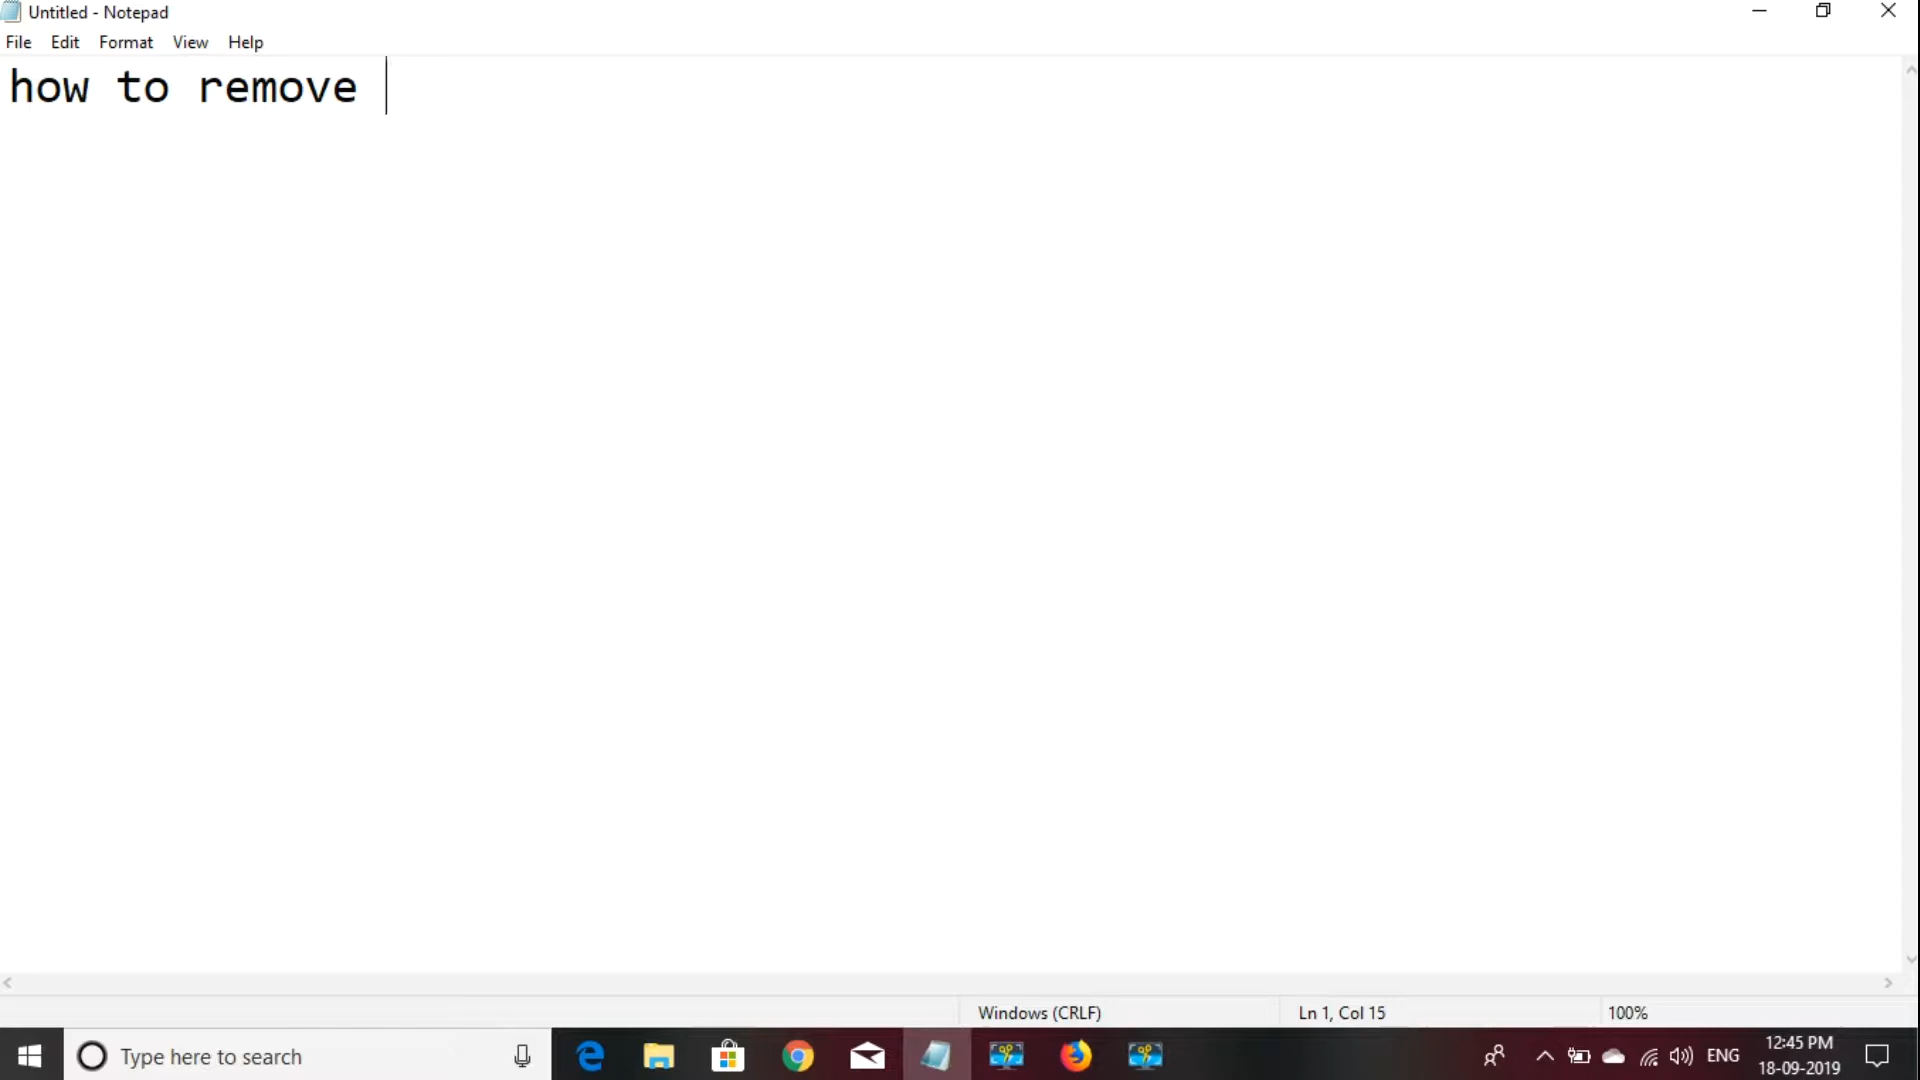 Untitled - Notepad
File Edit Format View Help
how to remove
Windows (CRLF) Ln 1, Col 15 100%
Type here to search ENG 12:45 PM
18-09-2019